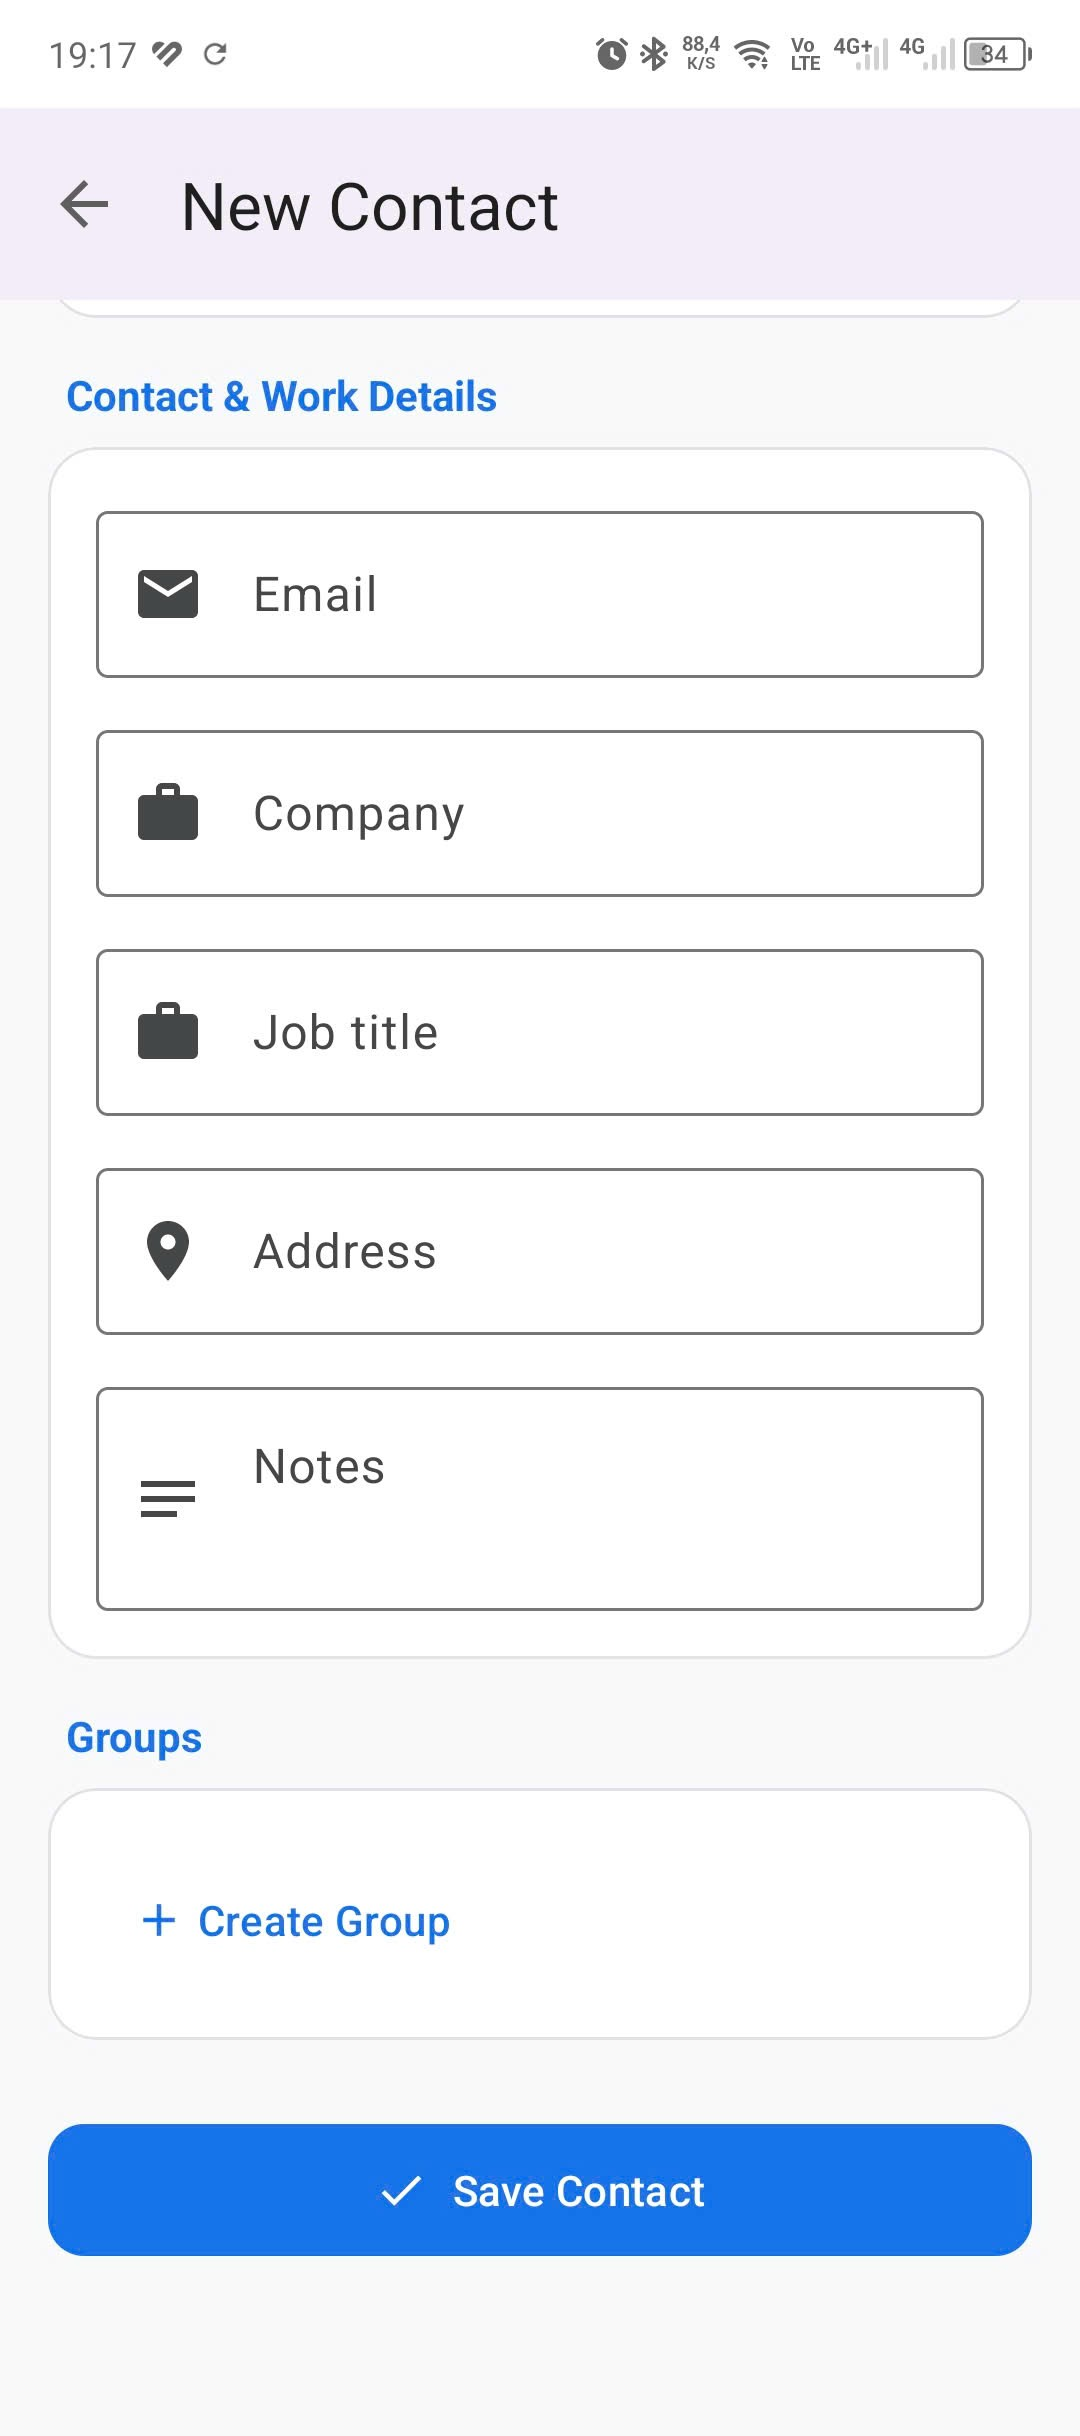 19:17
88,4
K/S
Vo
LTE
4G+
4G
34
New Contact
Contact & Work Details
Email
Company
Job title
Address
Notes
Groups
+ Create Group
Save Contact